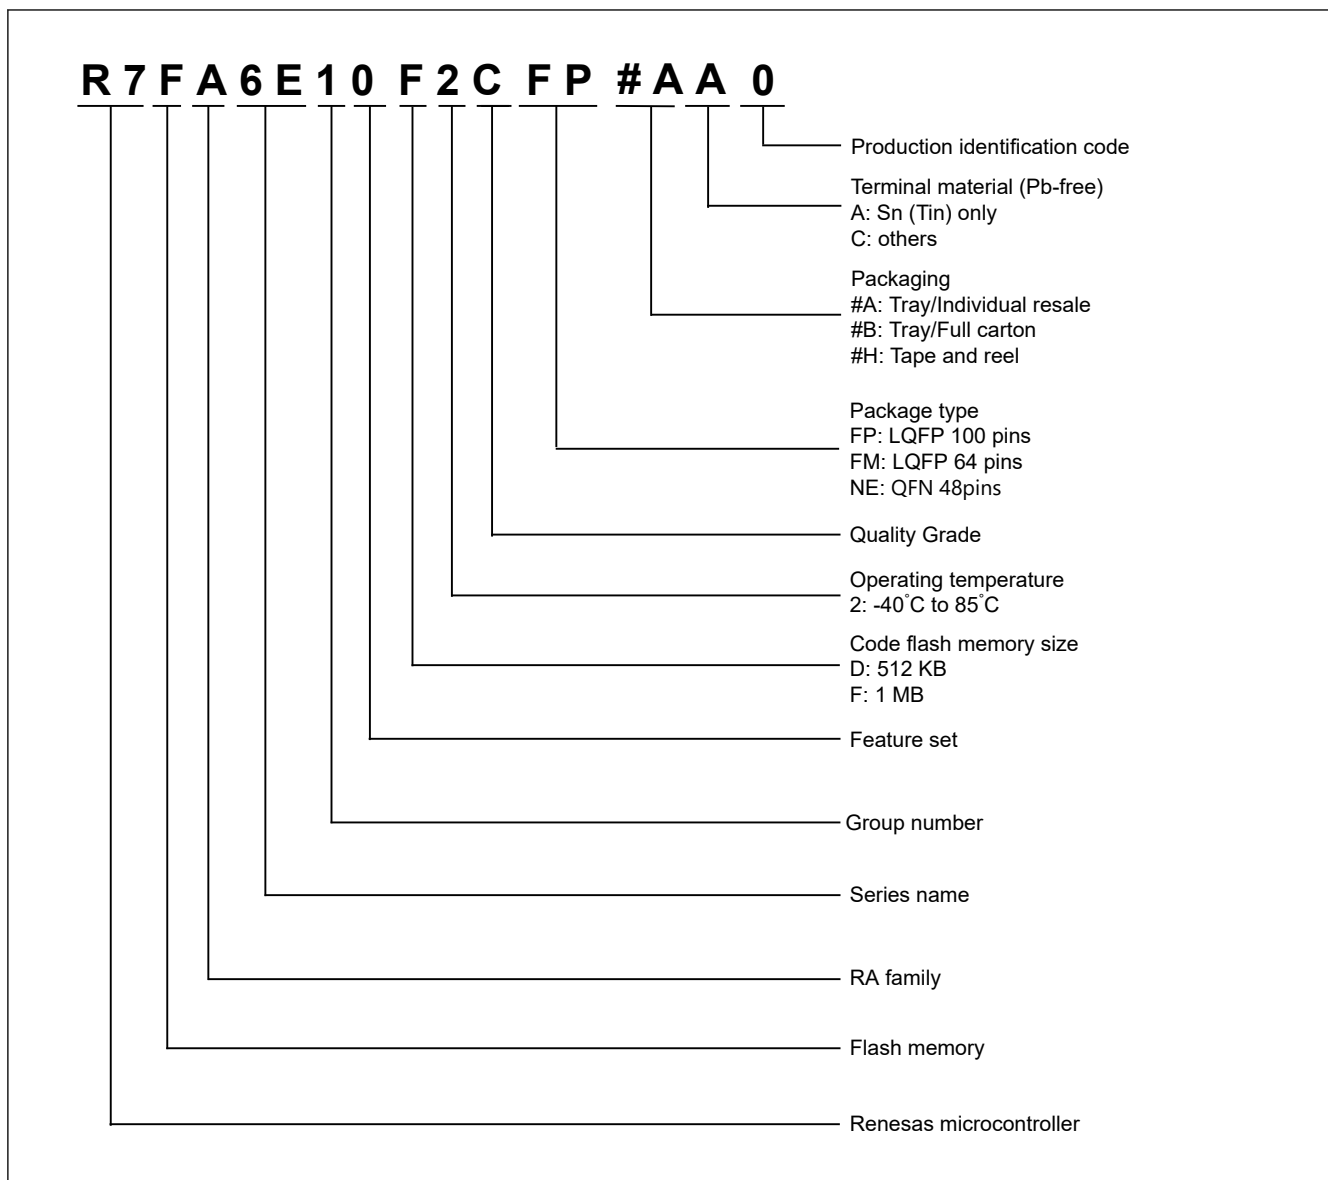 R7FA6E10F2CFP#AA0
Production identification code
Terminal material (Pb-free)
A: Sn (Tin) only
C: others
Packaging
#A: Tray/Individual resale
#B: Tray/Full carton
#H: Tape and reel
Package type
FP: LQFP 100 pins
FM: LQFP 64 pins
NE: QFN 48pins
Quality Grade
Operating temperature
2: -40°C to 85°C
Code flash memory size
D: 512 KB
F: 1 MB
Feature set
Group number
Series name
RA family
Flash memory
Renesas microcontroller